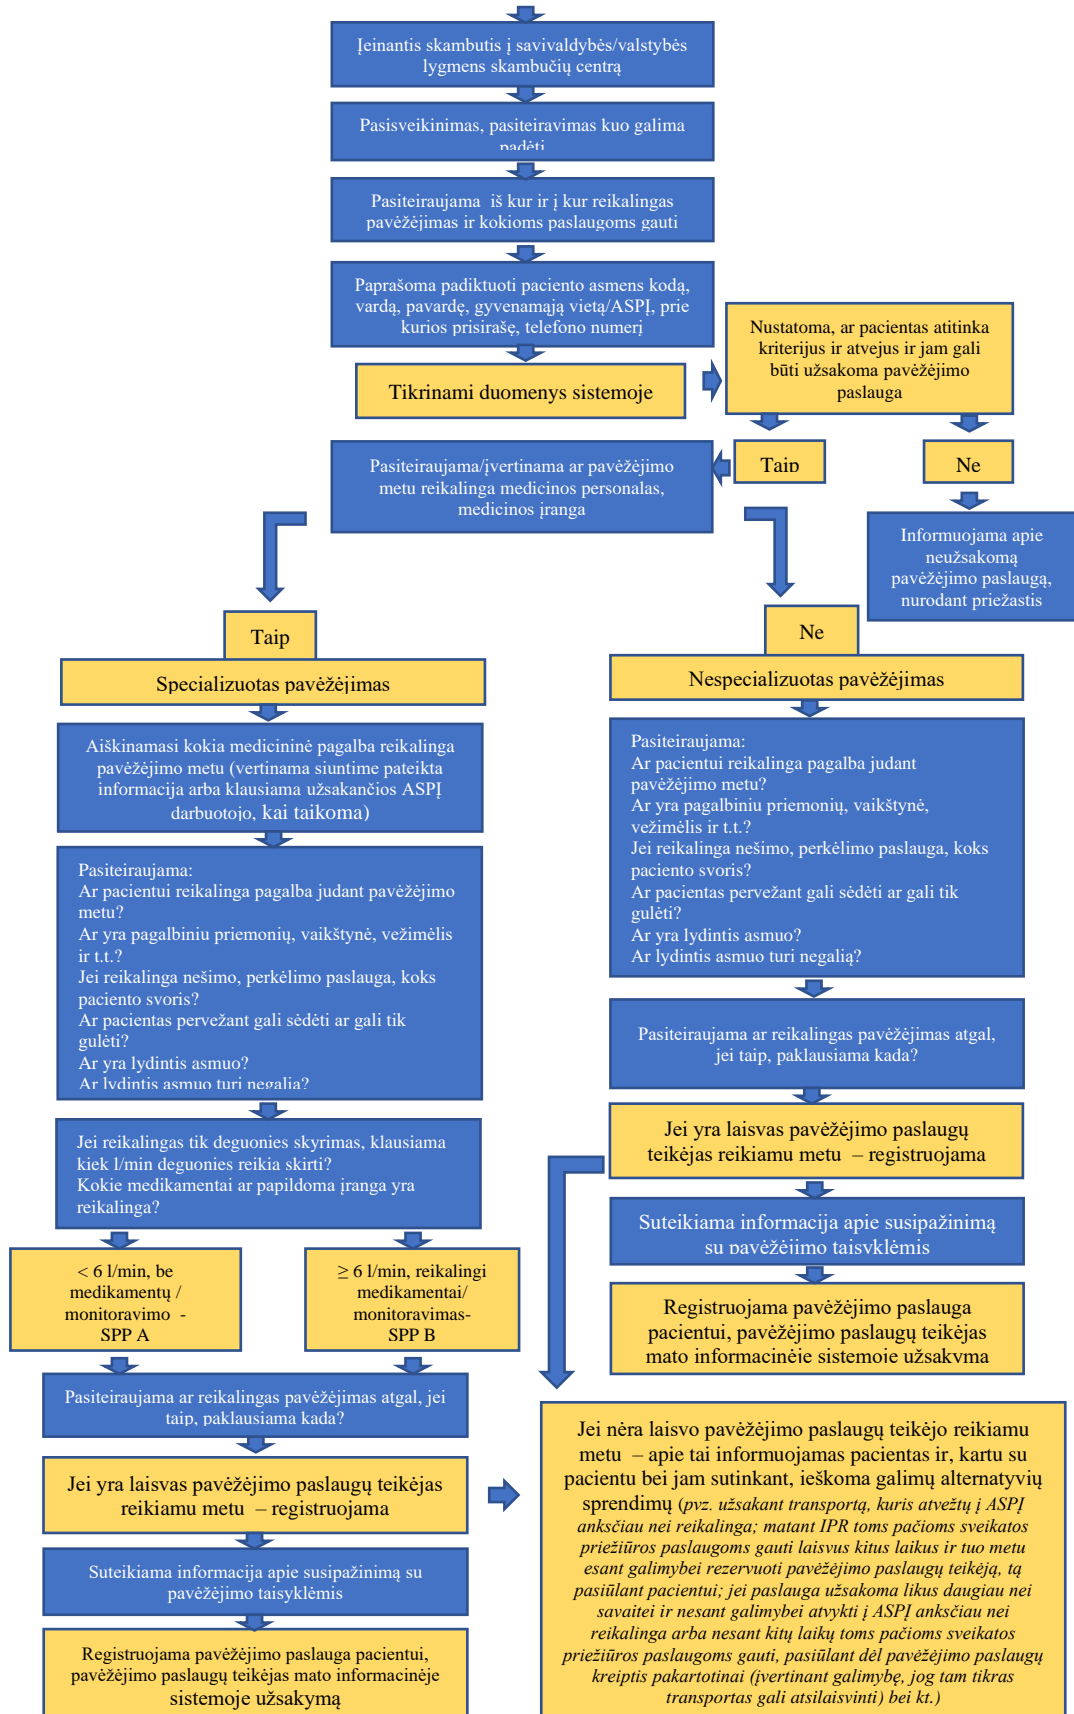 Įeinantis skambutis į savivaldybės/valstybės
lygmens skambučių centrą
Pasisveikinimas, pasiteiravimas kuo galima
padėti
Pasiteiraujama iš kur ir į kur reikalingas
pavėžėjimas ir kokioms paslaugoms gauti
Paprašoma padiktuoti paciento asmens kodą,
vardą, pavardę, gyvenamąją vietą/ASPĮ, prie
kurios prisirašę, telefono numerį
Tikrinami duomenys sistemoje
Nustatoma, ar pacientas atitinka
kriterijus ir atvejus ir jam gali
būti užsakoma pavėžėjimo
paslauga
Taip
Ne
Pasiteiraujama/įvertinama ar pavėžėjimo
metu reikalinga medicinos personalas,
medicinos įranga
Informuojama apie
neužsakomą
pavėžėjimo paslaugą,
nurodant priežastis
Taip
Specializuotas pavėžėjimas
Aiškinamasi kokia medicininė pagalba reikalinga
pavėžėjimo metu (vertinama siuntime pateikta
informacija arba klausiama užsakančios ASPĮ
darbuotojo, kai taikoma)
Pasiteiraujama:
Ar pacientui reikalinga pagalba judant pavėžėjimo
metu?
Ar yra pagalbiniu priemonių, vaikštynė, vežimėlis
ir t.t.?
Jei reikalinga nešimo, perkėlimo paslauga, koks
paciento svoris?
Ar pacientas pervežant gali sėdėti ar gali tik
gulėti?
Ar yra lydintis asmuo?
Ar lydintis asmuo turi negalią?
Jei reikalingas tik deguonies skyrimas, klausiama
kiek l/min deguonies reikia skirti?
Kokie medikamentai ar papildoma įranga yra
reikalinga?
< 6 l/min, be
medikamentų /
monitoravimo -
SPP A
≥ 6 l/min, reikalingi
medikamentai/
monitoravimas-
SPP B
Pasiteiraujama ar reikalingas pavėžėjimas atgal, jei
taip, paklausiama kada?
Jei yra laisvas pavėžėjimo paslaugų teikėjas
reikiamu metu – registruojama
Suteikiama informacija apie susipažinimą su
pavėžėjimo taisyklėmis
Registruojama pavėžėjimo paslauga pacientui,
pavėžėjimo paslaugų teikėjas mato informacinėje
sistemoje užsakymą
Ne
Nespecializuotas pavėžėjimas
Pasiteiraujama:
Ar pacientui reikalinga pagalba judant
pavėžėjimo metu?
Ar yra pagalbiniu priemonių, vaikštynė,
vežimėlis ir t.t.?
Jei reikalinga nešimo, perkėlimo paslauga, koks
paciento svoris?
Ar pacientas pervežant gali sėdėti ar gali tik
gulėti?
Ar yra lydintis asmuo?
Ar lydintis asmuo turi negalią?
Pasiteiraujama ar reikalingas pavėžėjimas atgal,
jei taip, paklausiama kada?
Jei yra laisvas pavėžėjimo paslaugų
teikėjas reikiamu metu – registruojama
Suteikiama informacija apie susipažinimą
su pavėžėjimo taisyklėmis
Registruojama pavėžėjimo paslauga
pacientui, pavėžėjimo paslaugų teikėjas
mato informacinėje sistemoje užsakymą
Jei nėra laisvo pavėžėjimo paslaugų teikėjo reikiamu
metu – apie tai informuojamas pacientas ir, kartu su
pacientu bei jam sutinkant, ieškoma galimų alternatyvių
sprendimų (pvz. užsakant transportą, kuris atvežtų į ASPĮ
anksčiau nei reikalinga; matant IPR toms pačioms sveikatos
priežiūros paslaugoms gauti laisvus kitus laikus ir tuo metu
esant galimybei rezervuoti pavėžėjimo paslaugų teikėją, tą
pasiūlant pacientui; jei paslauga užsakoma likus daugiau nei
savaitei ir nesant galimybei atvykti į ASPĮ anksčiau nei
reikalinga arba nesant kitų laikų toms pačioms sveikatos
priežiūros paslaugoms gauti, pasiūlant dėl pavėžėjimo paslaugų
kreiptis pakartotinai (įvertinant galimybę, jog tam tikras
transportas gali atsilaisvinti) bei kt.)